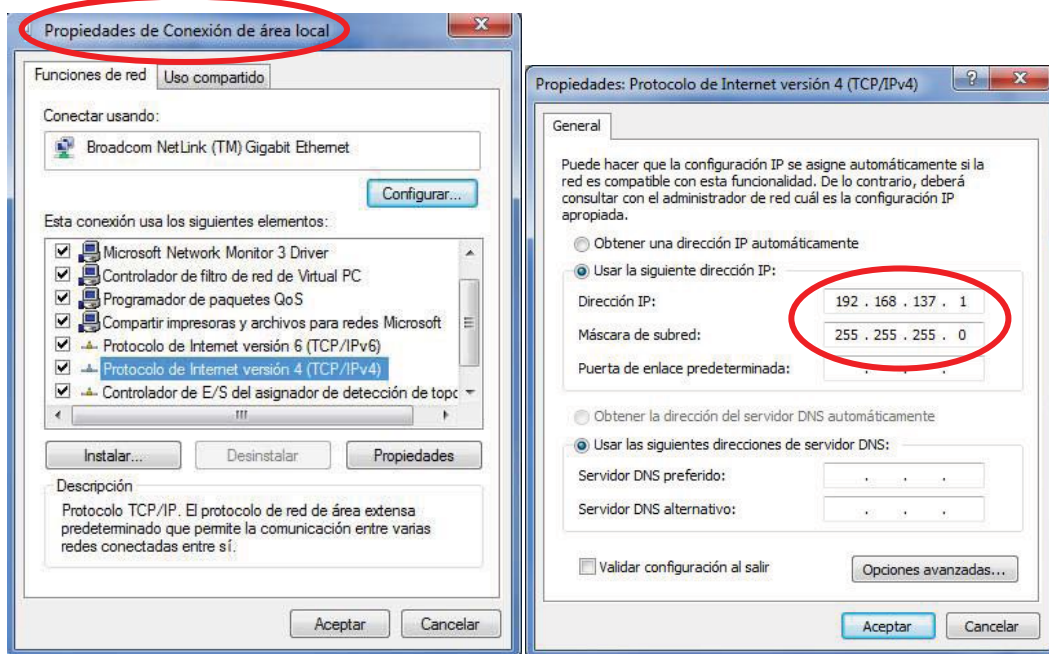 Propiedades de Conexión de área local
Funciones de red
Uso compartido
Conectar usando:
Broadcom NetLink (TM) Gigabit Ethernet
Configurar...
Esta conexión usa los siguientes elementos:
Microsoft Network Monitor 3 Driver
Controlador de filtro de red de Virtual PC
Programador de paquetes QoS
Compartir impresoras y archivos para redes Microsoft
Protocolo de Internet versión 6 (TCP/IPv6)
Protocolo de Internet versión 4 (TCP/IPv4)
Controlador de E/S del asignador de detección de topo
Instalar...
Desinstalar
Propiedades
Descripción
Protocolo TCP/IP. El protocolo de red de área extensa
predeterminado que permite la comunicación entre varias
redes conectadas entre sí.
Aceptar
Cancelar
Propiedades: Protocolo de Internet versión 4 (TCP/IPv4)
General
Puede hacer que la configuración IP se asigne automáticamente si la
red es compatible con esta funcionalidad. De lo contrario, deberá
consultar con el administrador de red cuál es la configuración IP
apropiada.
Obtener una dirección IP automáticamente
Usar la siguiente dirección IP:
Dirección IP: 192 . 168 . 137 . 1
Máscara de subred: 255 . 255 . 255 . 0
Puerta de enlace predeterminada: . . .
Obtener la dirección del servidor DNS automáticamente
Usar las siguientes direcciones de servidor DNS:
Servidor DNS preferido: . . .
Servidor DNS alternativo: . . .
Validar configuración al salir
Opciones avanzadas...
Aceptar
Cancelar